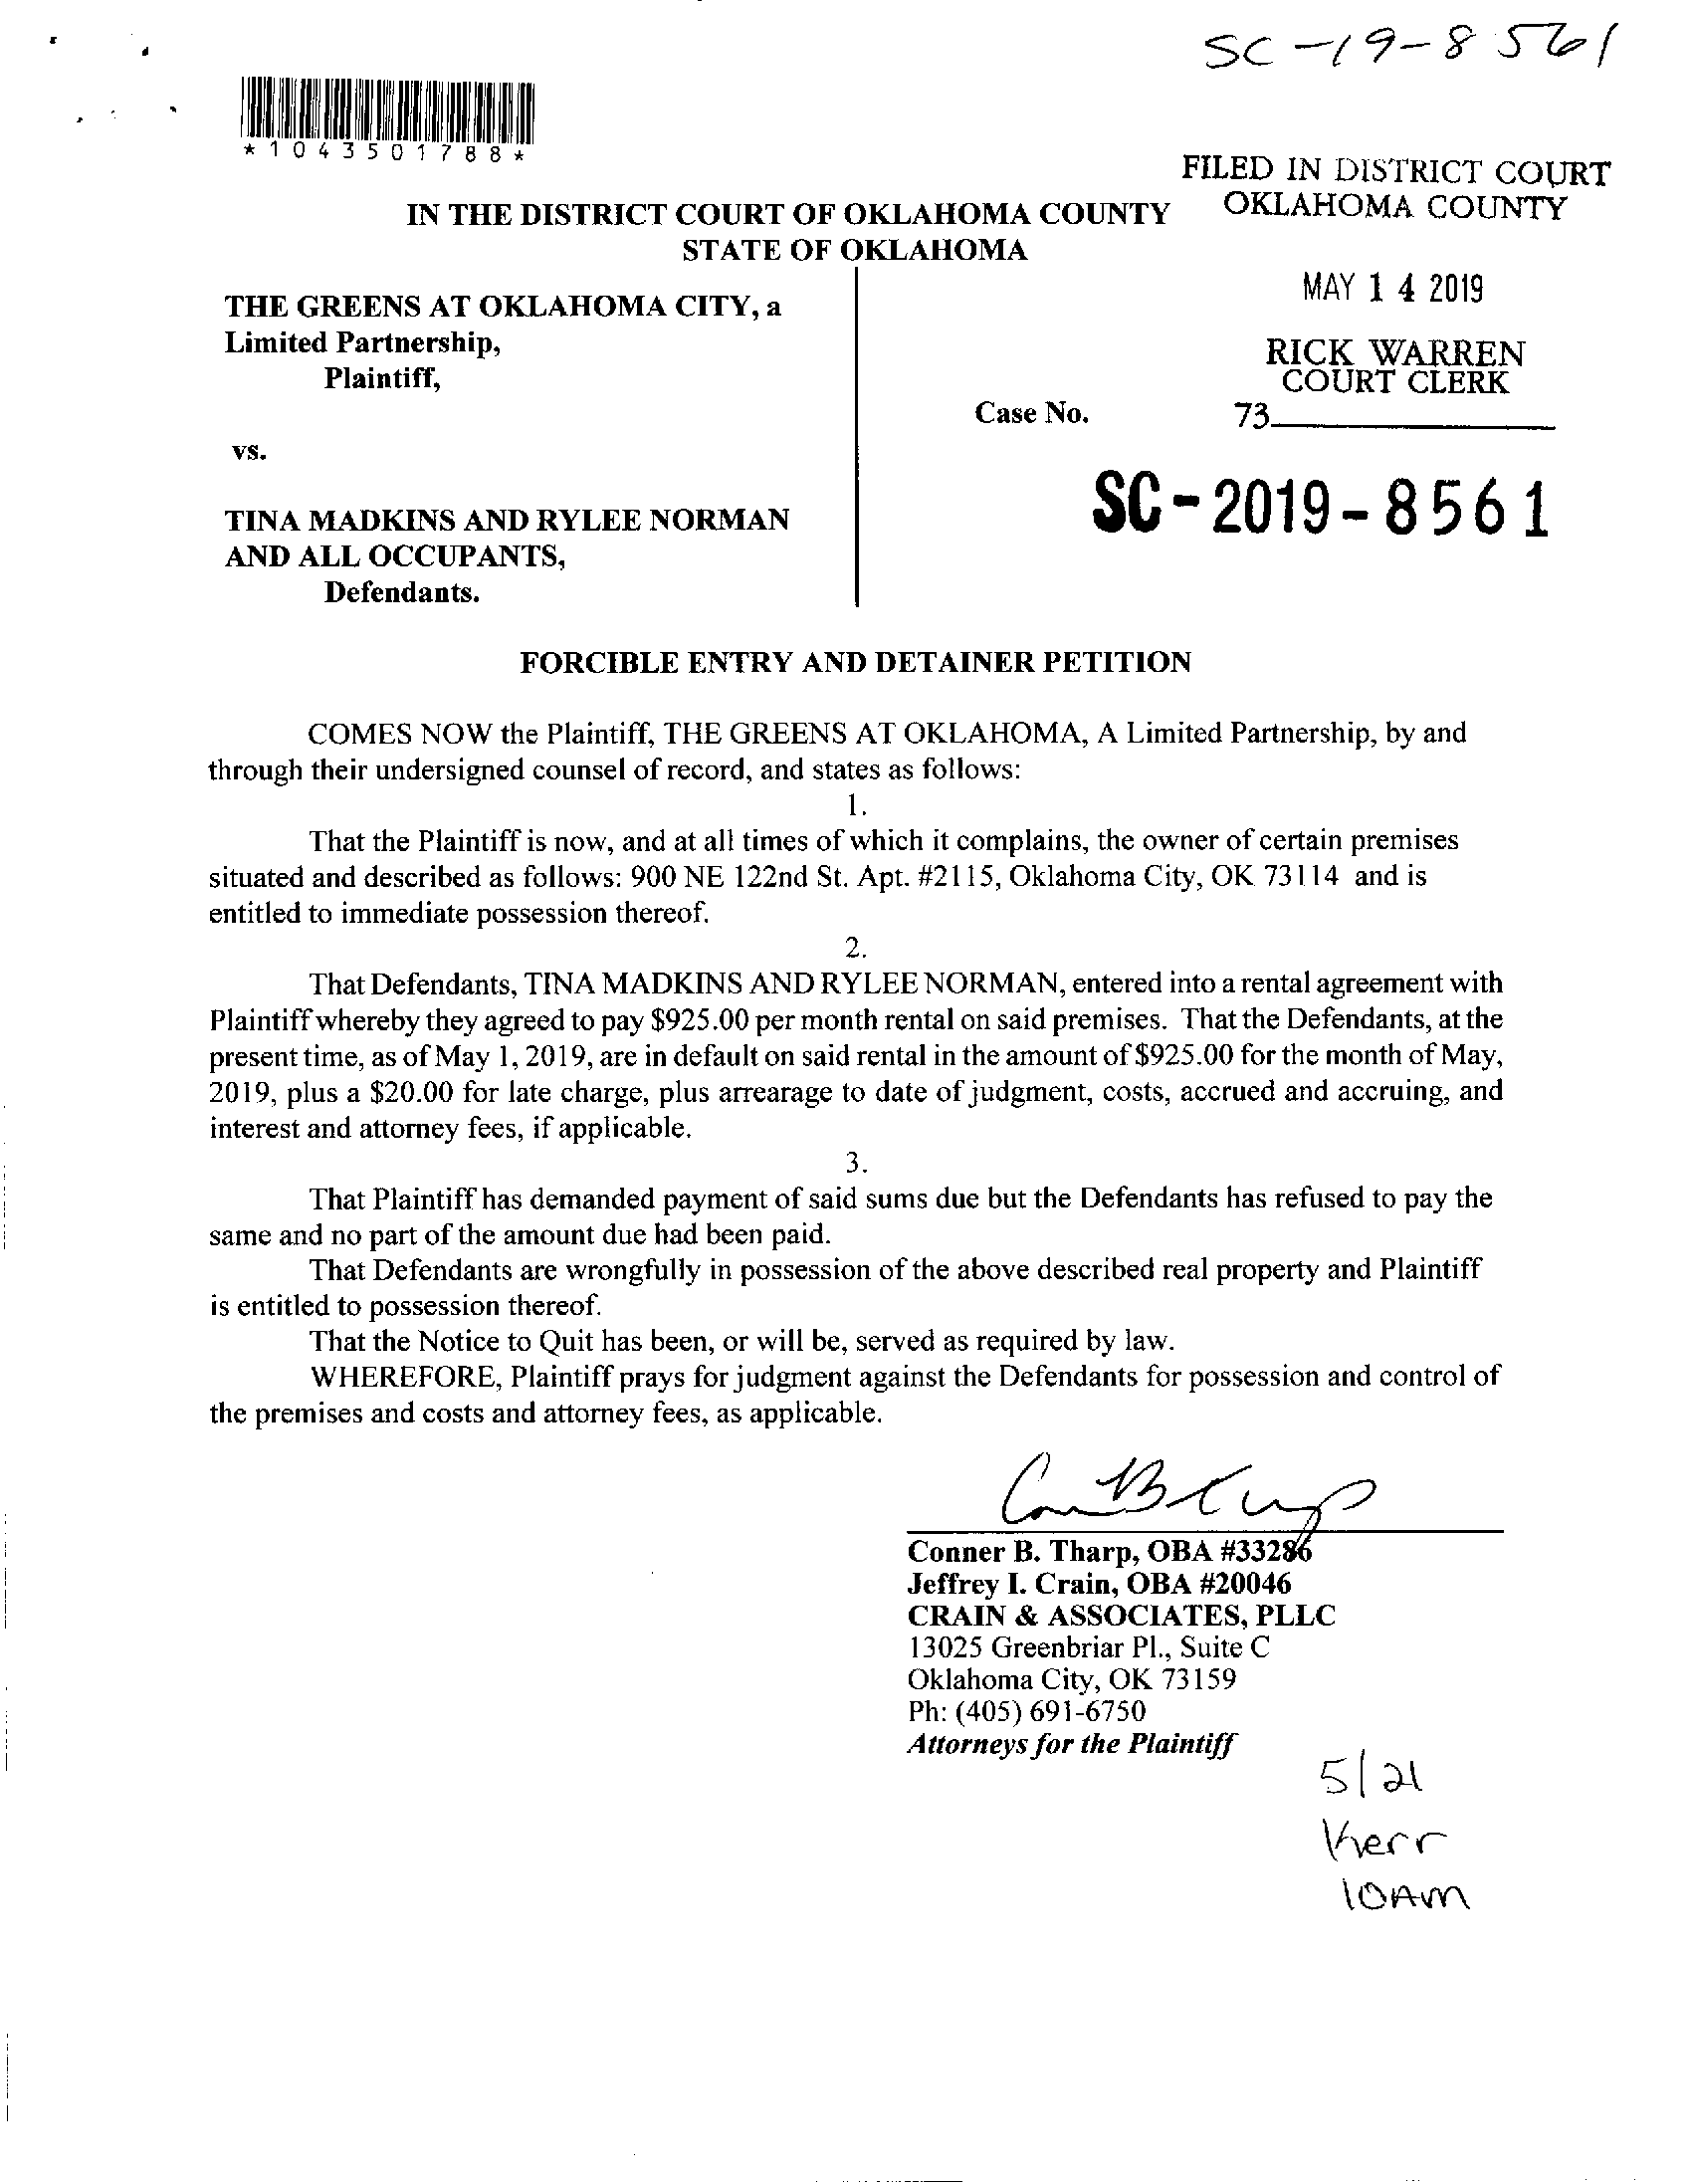 SC-19-8561
*1043501788*
FILED IN DISTRICT COURT
OKLAHOMA COUNTY
IN THE DISTRICT COURT OF OKLAHOMA COUNTY
STATE OF OKLAHOMA
MAY 14 2019
RICK WARREN
COURT CLERK
73
THE GREENS AT OKLAHOMA CITY, a
Limited Partnership,
Plaintiff,
Case No.
vs.
SC-2019-8561
TINA MADKINS AND RYLEE NORMAN
AND ALL OCCUPANTS,
Defendants.
FORCIBLE ENTRY AND DETAINER PETITION
COMES NOW the Plaintiff, THE GREENS AT OKLAHOMA, A Limited Partnership, by and
through their undersigned counsel of record, and states as follows:
1.
That the Plaintiff is now, and at all times of which it complains, the owner of certain premises
situated and described as follows: 900 NE 122nd St. Apt. #2115, Oklahoma City, OK 73114 and is
entitled to immediate possession thereof.
2.
That Defendants, TINA MADKINS AND RYLEE NORMAN, entered into a rental agreement with
Plaintiff whereby they agreed to pay $925.00 per month rental on said premises. That the Defendants, at the
present time, as of May 1, 2019, are in default on said rental in the amount of $925.00 for the month of May,
2019, plus a $20.00 for late charge, plus arrearage to date of judgment, costs, accrued and accruing, and
interest and attorney fees, if applicable.
3.
That Plaintiff has demanded payment of said sums due but the Defendants has refused to pay the
same and no part of the amount due had been paid.
That Defendants are wrongfully in possession of the above described real property and Plaintiff
is entitled to possession thereof.
That the Notice to Quit has been, or will be, served as required by law.
WHEREFORE, Plaintiff prays for judgment against the Defendants for possession and control of
the premises and costs and attorney fees, as applicable.
Conner B. Tharp, OBA #33286
Jeffrey I. Crain, OBA #20046
CRAIN & ASSOCIATES, PLLC
13025 Greenbriar Pl., Suite C
Oklahoma City, OK 73159
Ph: (405) 691-6750
Attorneys for the Plaintiff
5/21
Kerr
10AM